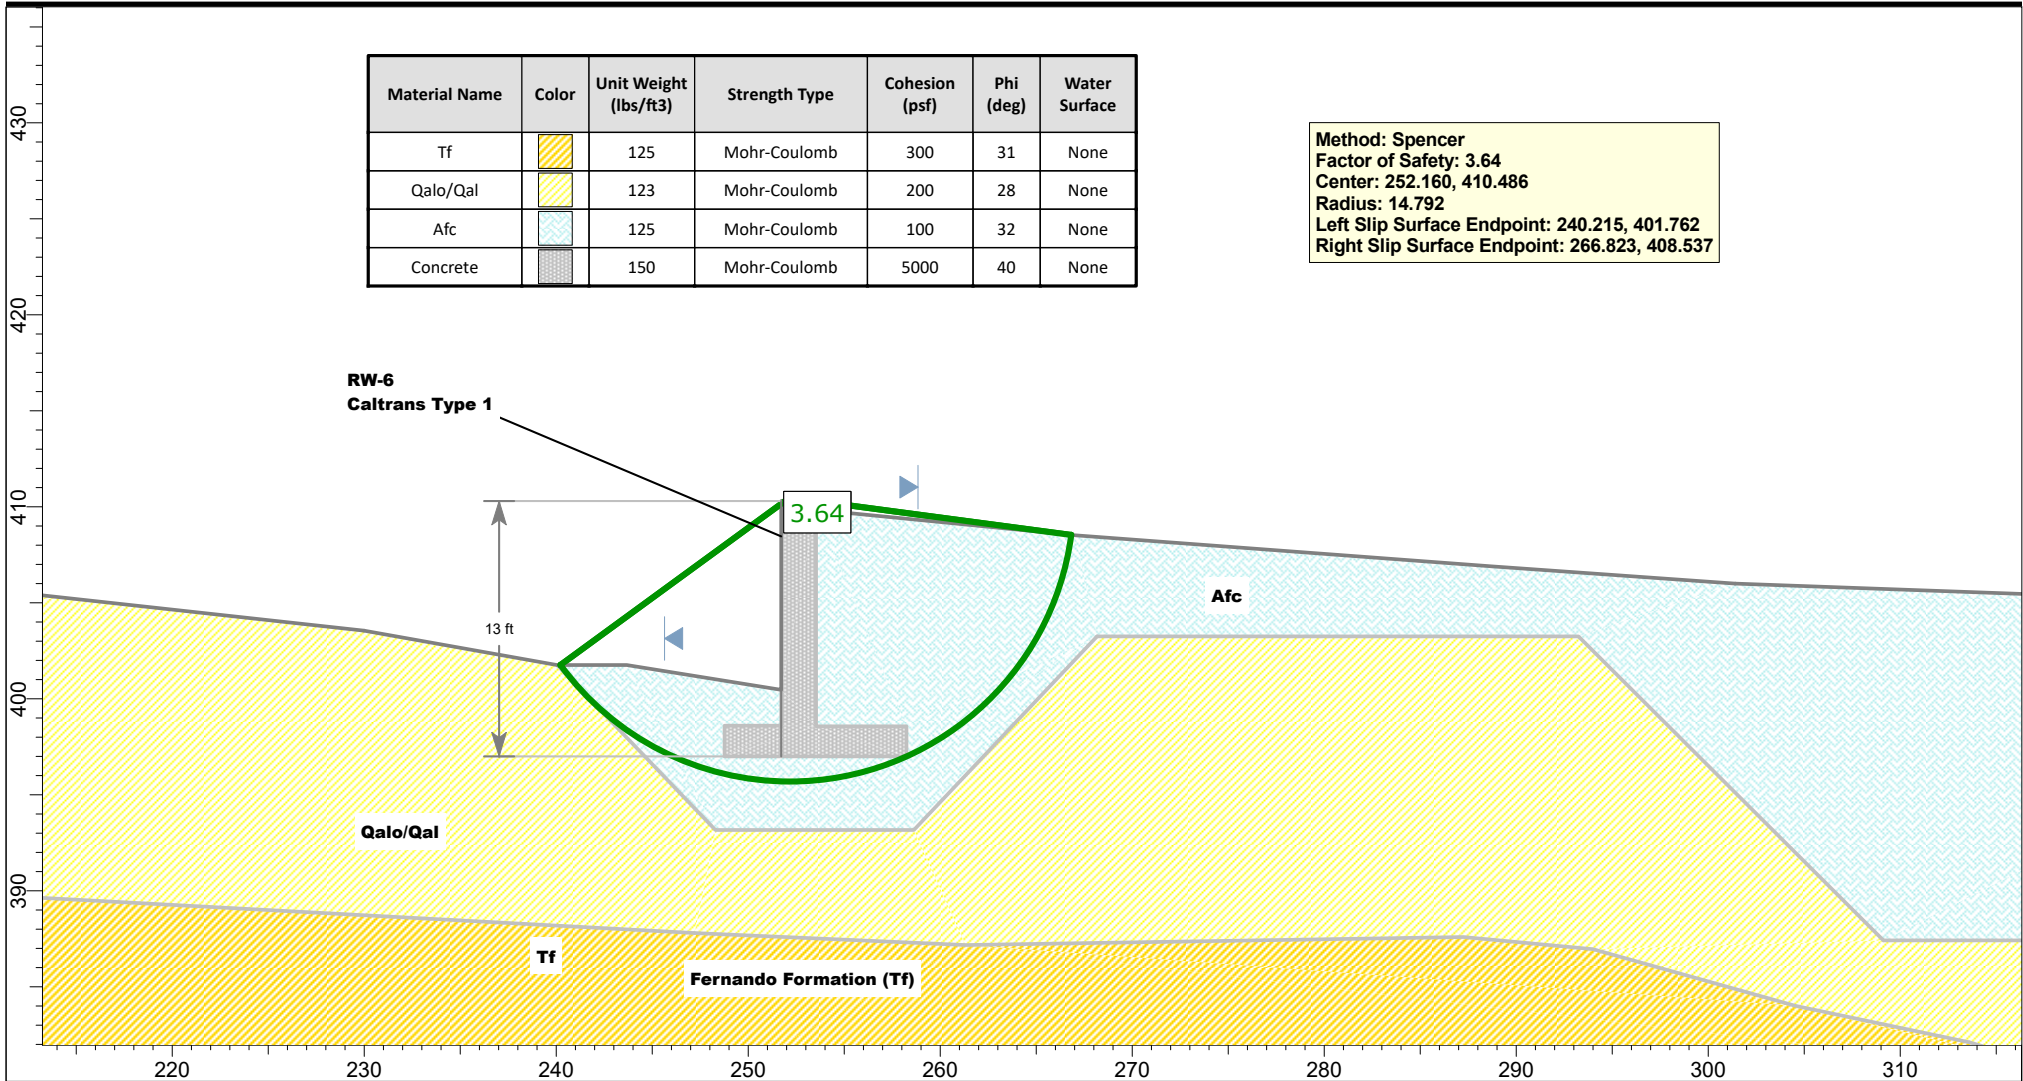 Material Name Color Unit Weight (lbs/ft3) Strength Type Cohesion (psf) Phi (deg) Water Surface
Tf 125 Mohr-Coulomb 300 31 None
Qalo/Qal 123 Mohr-Coulomb 200 28 None
Afc 125 Mohr-Coulomb 100 32 None
Concrete 150 Mohr-Coulomb 5000 40 None
Method: Spencer
Factor of Safety: 3.64
Center: 252.160, 410.486
Radius: 14.792
Left Slip Surface Endpoint: 240.215, 401.762
Right Slip Surface Endpoint: 266.823, 408.537
RW-6
Caltrans Type 1
3.64
13 ft
Afc
Qalo/Qal
Tf
Fernando Formation (Tf)
430
420
410
400
390
220 230 240 250 260 270 280 290 300 310